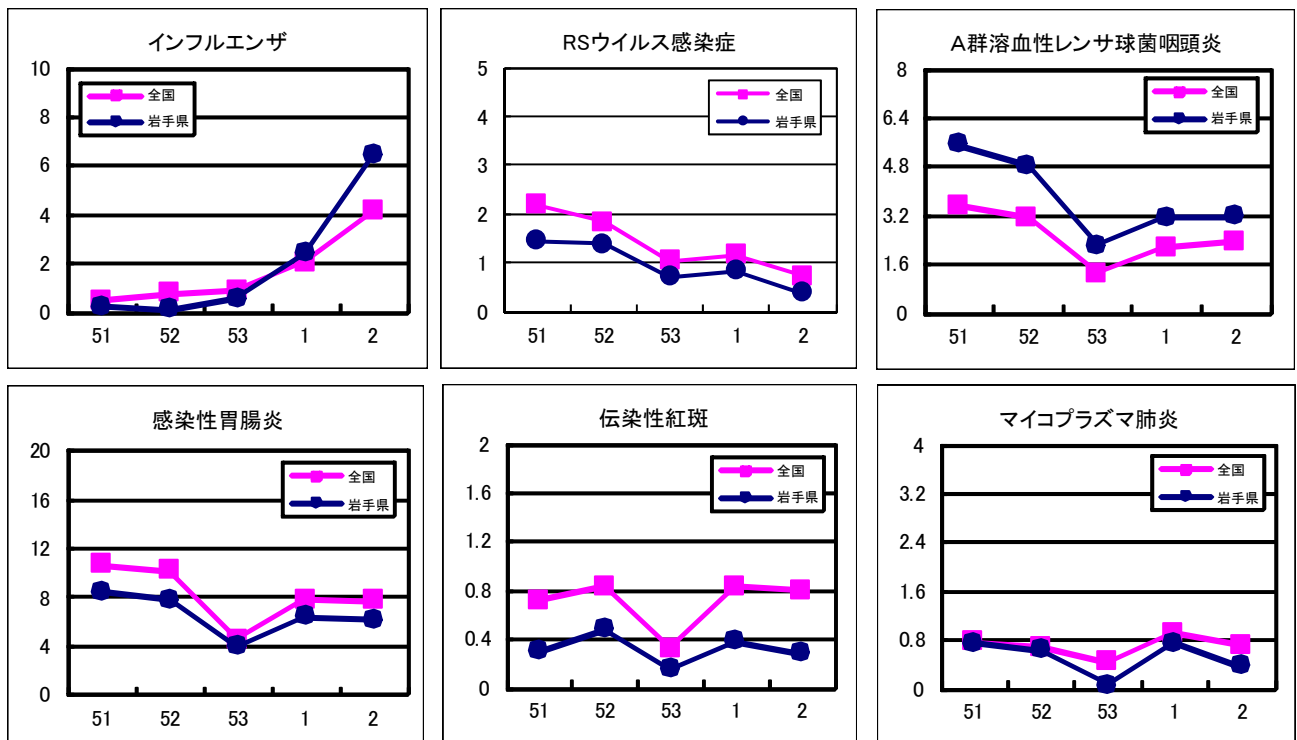 インフルエンザ
10
8
6
4
2
0
全国
岩手県
51 52 53 1 2
RSウイルス感染症
5
4
3
2
1
0
全国
岩手県
51 52 53 1 2
A群溶血性レンサ球菌咽頭炎
8
6.4
4.8
3.2
1.6
0
全国
岩手県
51 52 53 1 2
感染性胃腸炎
20
16
12
8
4
0
全国
岩手県
51 52 53 1 2
伝染性紅斑
2
1.6
1.2
0.8
0.4
0
全国
岩手県
51 52 53 1 2
マイコプラズマ肺炎
4
3.2
2.4
1.6
0.8
0
全国
岩手県
51 52 53 1 2